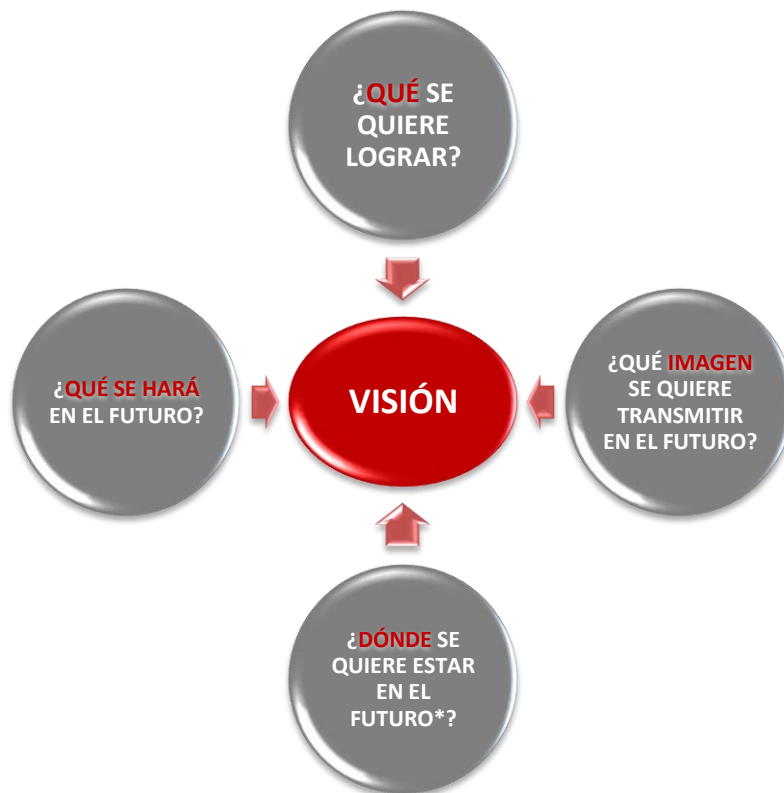 ¿QUÉ SE
QUIERE
LOGRAR?
¿QUÉ SE HARÁ
EN EL FUTURO?
VISIÓN
¿QUÉ IMAGEN
SE QUIERE
TRANSMITIR
EN EL FUTURO?
¿DÓNDE SE
QUIERE ESTAR
EN EL
FUTURO*?